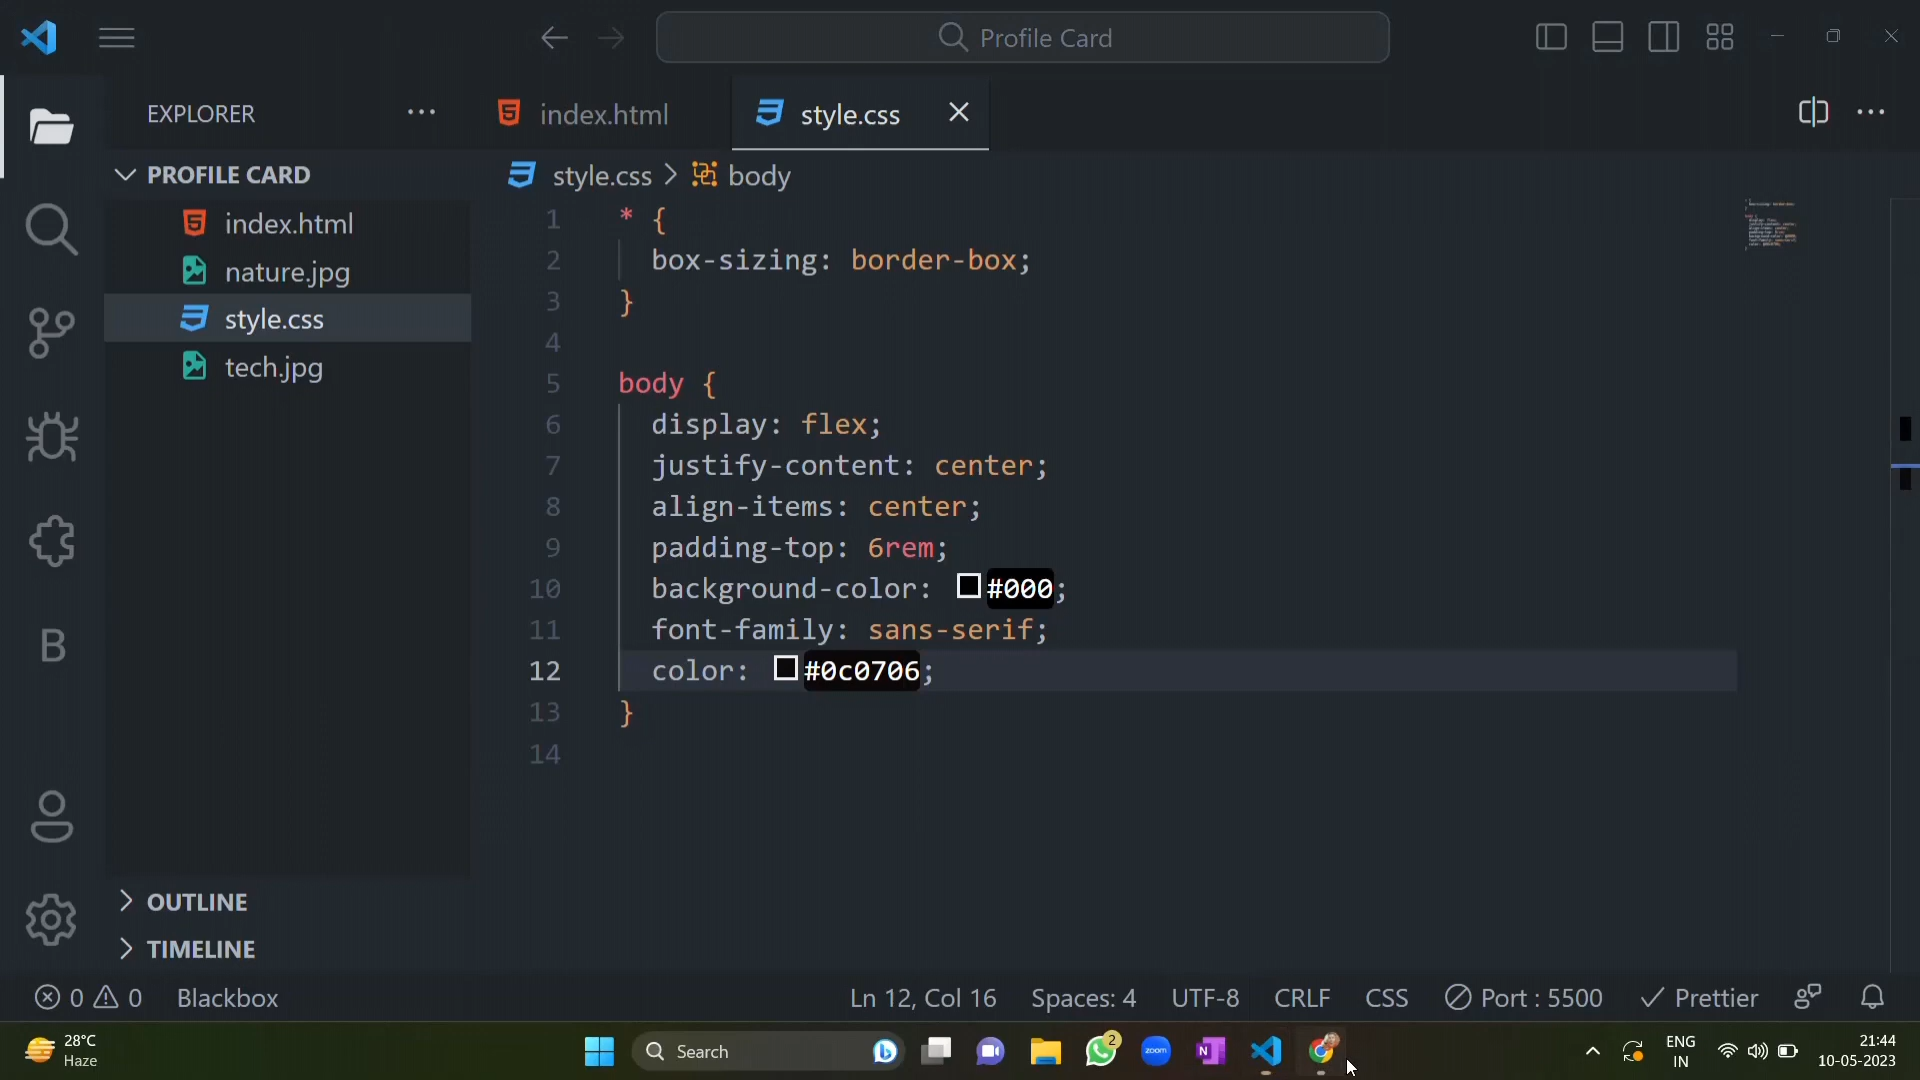 Profile Card
EXPLORER
index.html
style.css
PROFILE CARD
style.css > body
index.html
nature.jpg
style.css
tech.jpg
1 * {
2 box-sizing: border-box;
3 }
4
5 body {
6 display: flex;
7 justify-content: center;
8 align-items: center;
9 padding-top: 6rem;
10 background-color: #000;
11 font-family: sans-serif;
12 color: #0c0706;
13 }
14
OUTLINE
TIMELINE
0 0 Blackbox Ln 12, Col 16 Spaces: 4 UTF-8 CRLF CSS Port : 5500 Prettier
28°C
Haze
Search
2
zoom
N
ENG
IN
21:44
10-05-2023